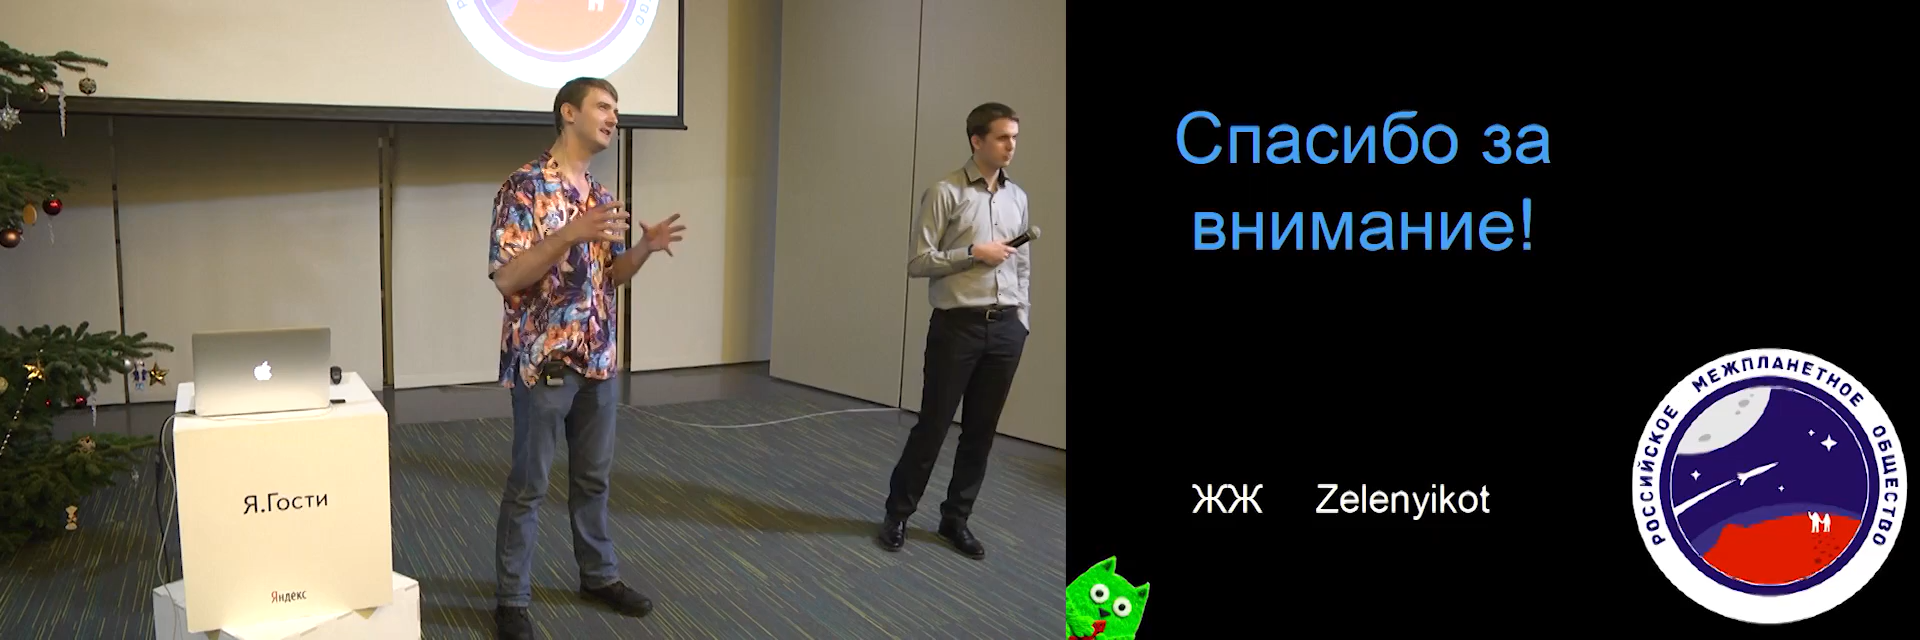 Я.Гости
Яндекс
Спасибо за
внимание!
ЖЖ Zelenyikot
РОССИЙСКОЕ МЕЖПЛАНЕТНОЕ ОБЩЕСТВО